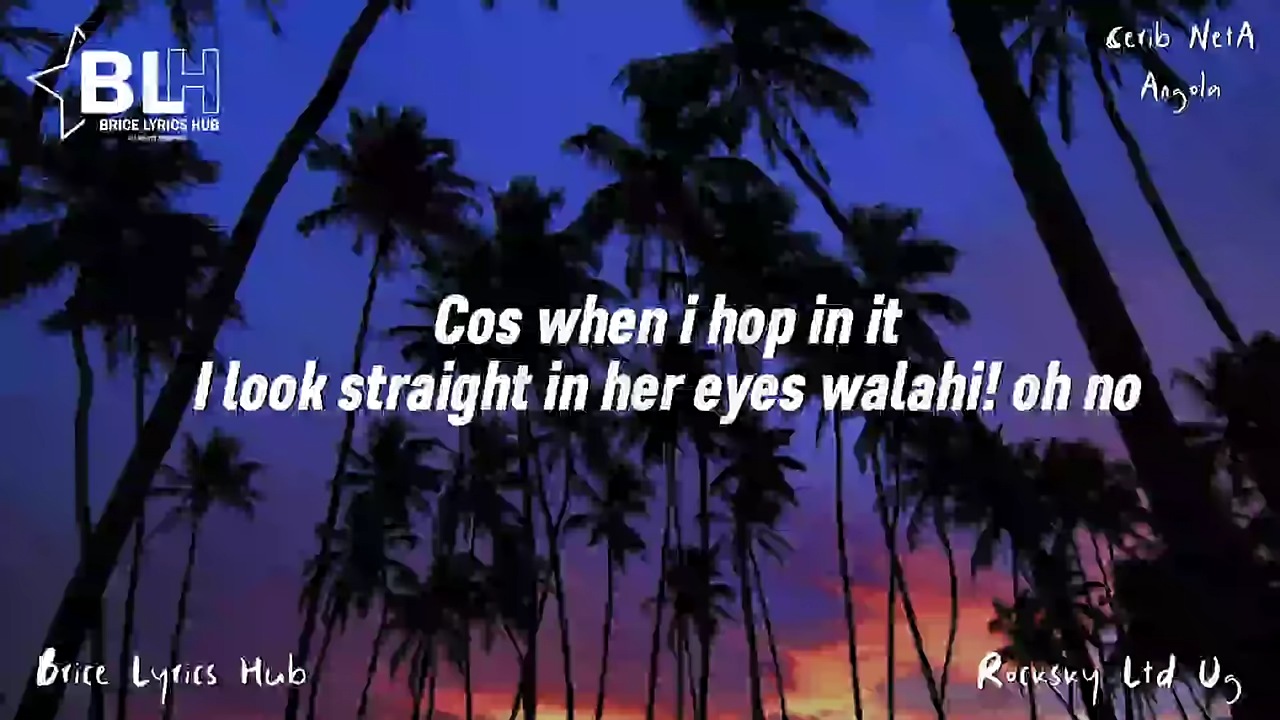 BLH
BRICE LYRICS HUB
Cerib NetA
Angola
Cos when i hop in it
I look straight in her eyes walahi! oh no
Brice Lyrics Hub
Rocksky Ltd Ug